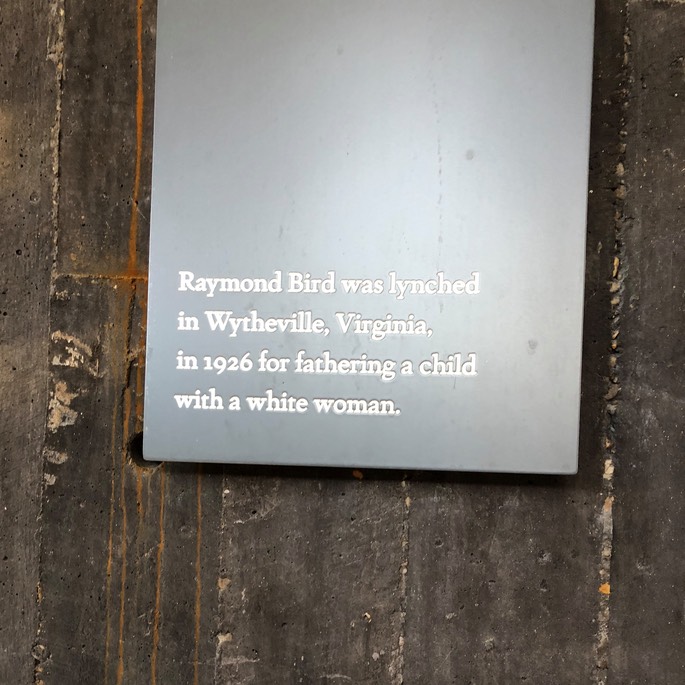 Raymond Bird was lynched
in Wytheville, Virginia,
in 1926 for fathering a child
with a white woman.